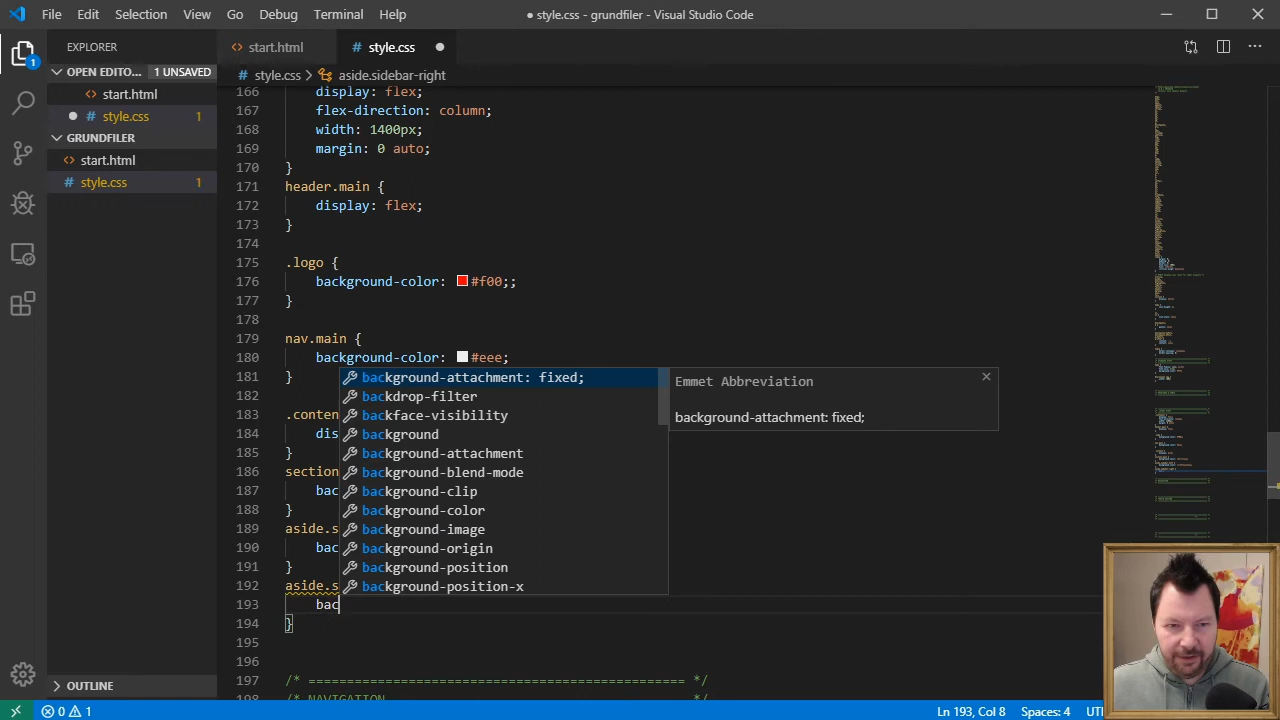 File Edit Selection View Go Debug Terminal Help
● style.css - grundfiler - Visual Studio Code
EXPLORER
start.html
# style.css
OPEN EDITO... 1 UNSAVED
# style.css > aside.sidebar-right
<> start.html
# style.css 1
GRUNDFILER
<> start.html
# style.css 1
166 display: flex;
167 flex-direction: column;
168 width: 1400px;
169 margin: 0 auto;
170 }
171 header.main {
172 display: flex;
173 }
174
175 .logo {
176 background-color: #f00;;
177 }
178
179 nav.main {
180 background-color: #eee;
181 }
182
183 .conten
184 dis
185 }
186 section
187 bac
188 }
189 aside.s
190 bac
191 }
192 aside.s
193 bac
194 }
195
196
197 /* ================================================ */
198 /* NAVIGATION */
background-attachment: fixed;
backdrop-filter
backface-visibility
background
background-attachment
background-blend-mode
background-clip
background-color
background-image
background-origin
background-position
background-position-x
Emmet Abbreviation
background-attachment: fixed;
1
OUTLINE
0 1
Ln 193, Col 8
Spaces: 4